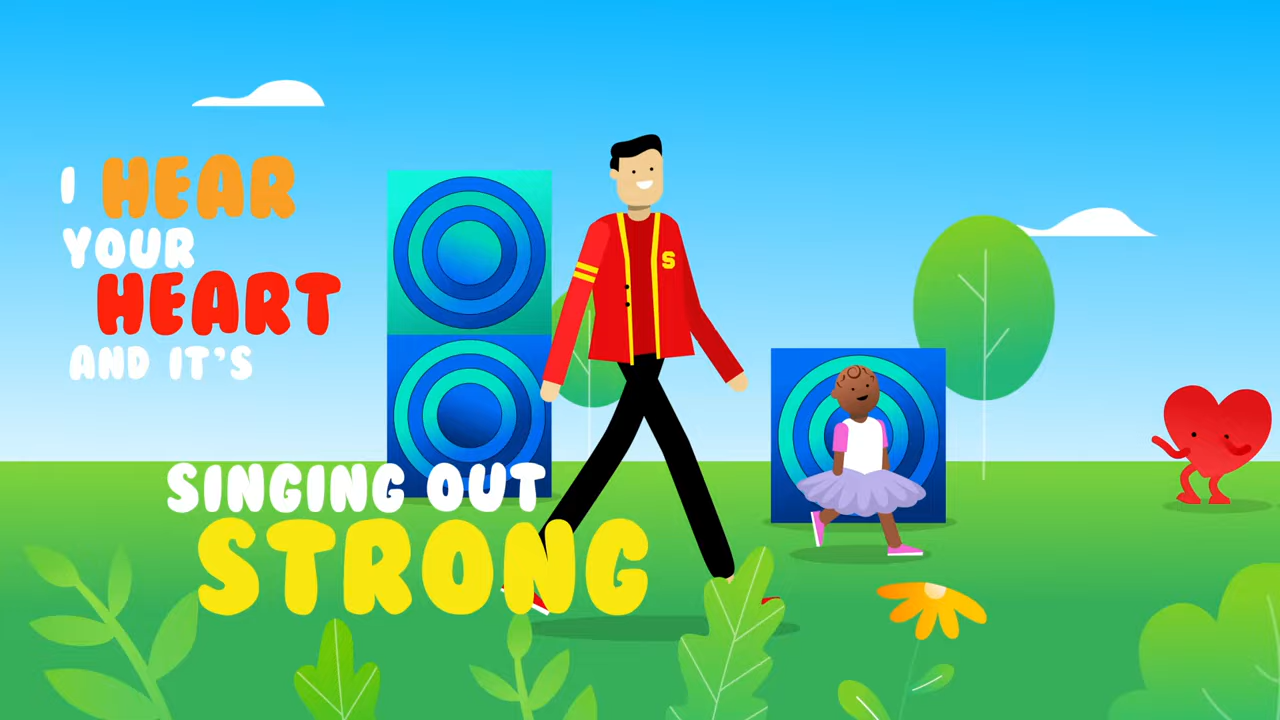 I HEAR
YOUR
HEART
AND IT'S
SINGING OUT
STRONG
S